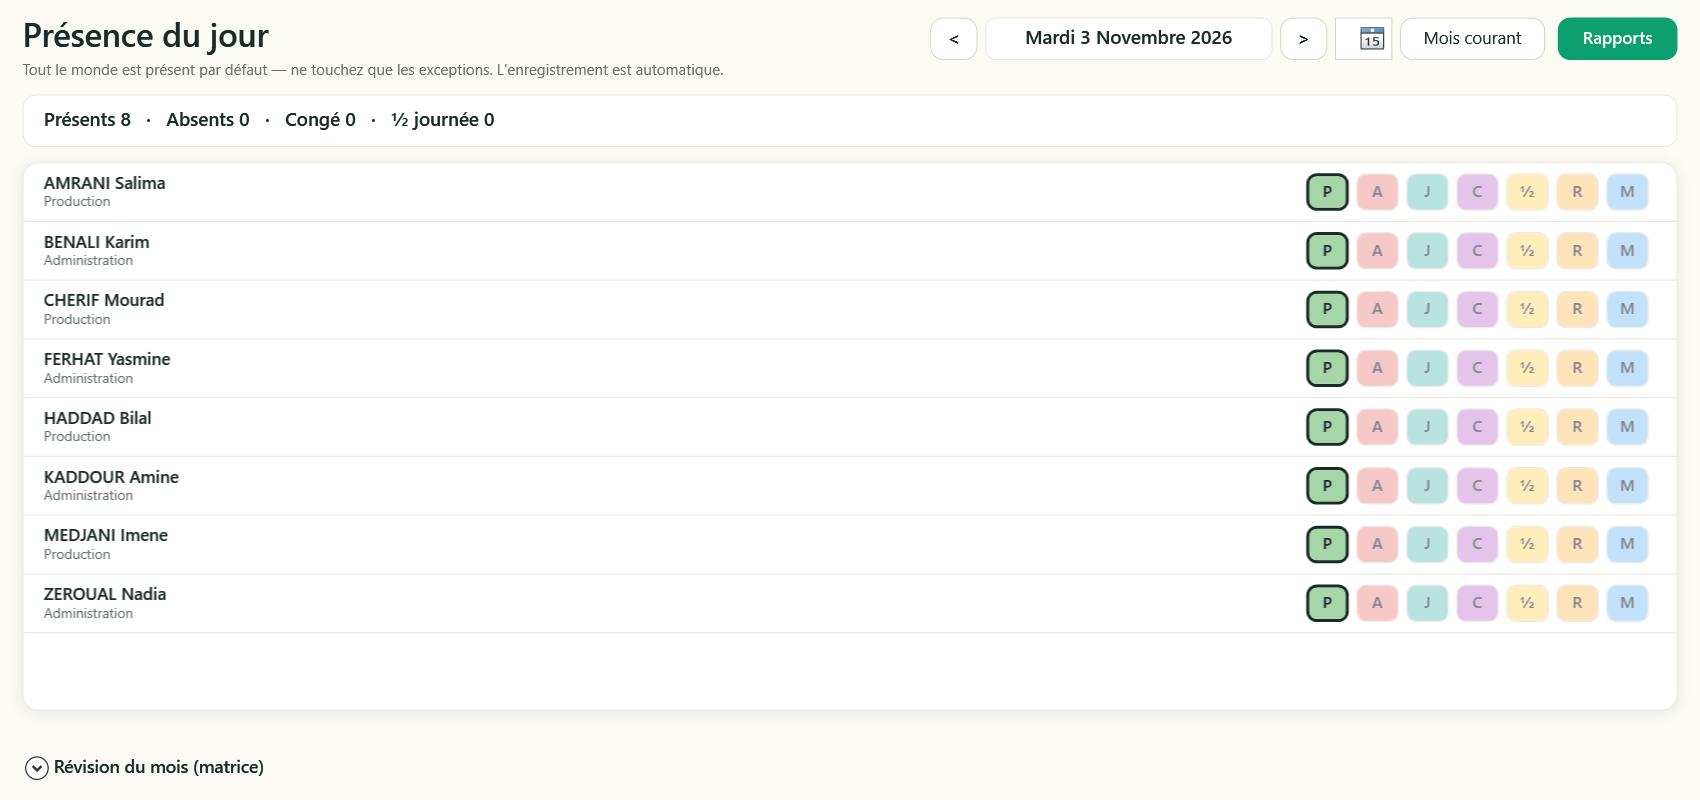 Présence du jour
Tout le monde est présent par défaut — ne touchez que les exceptions. L'enregistrement est automatique.
< Mardi 3 Novembre 2026 > 15 Mois courant Rapports
Présents 8 · Absents 0 · Congé 0 · ½ journée 0
AMRANI Salima
Production
P A J C ½ R M
BENALI Karim
Administration
P A J C ½ R M
CHERIF Mourad
Production
P A J C ½ R M
FERHAT Yasmine
Administration
P A J C ½ R M
HADDAD Bilal
Production
P A J C ½ R M
KADDOUR Amine
Administration
P A J C ½ R M
MEDJANI Imene
Production
P A J C ½ R M
ZEROUAL Nadia
Administration
P A J C ½ R M
Révision du mois (matrice)